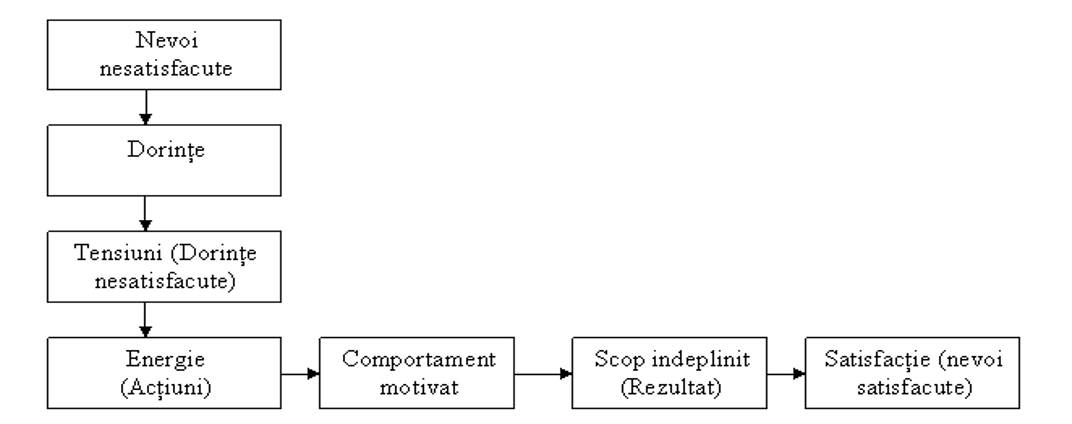 Nevoi
nesatisfacute
Dorințe
Tensiuni (Dorințe
nesatisfacute)
Energie
(Acțiuni)
Comportament
motivat
Scop indeplinit
(Rezultat)
Satisfacție (nevoi
satisfacute)